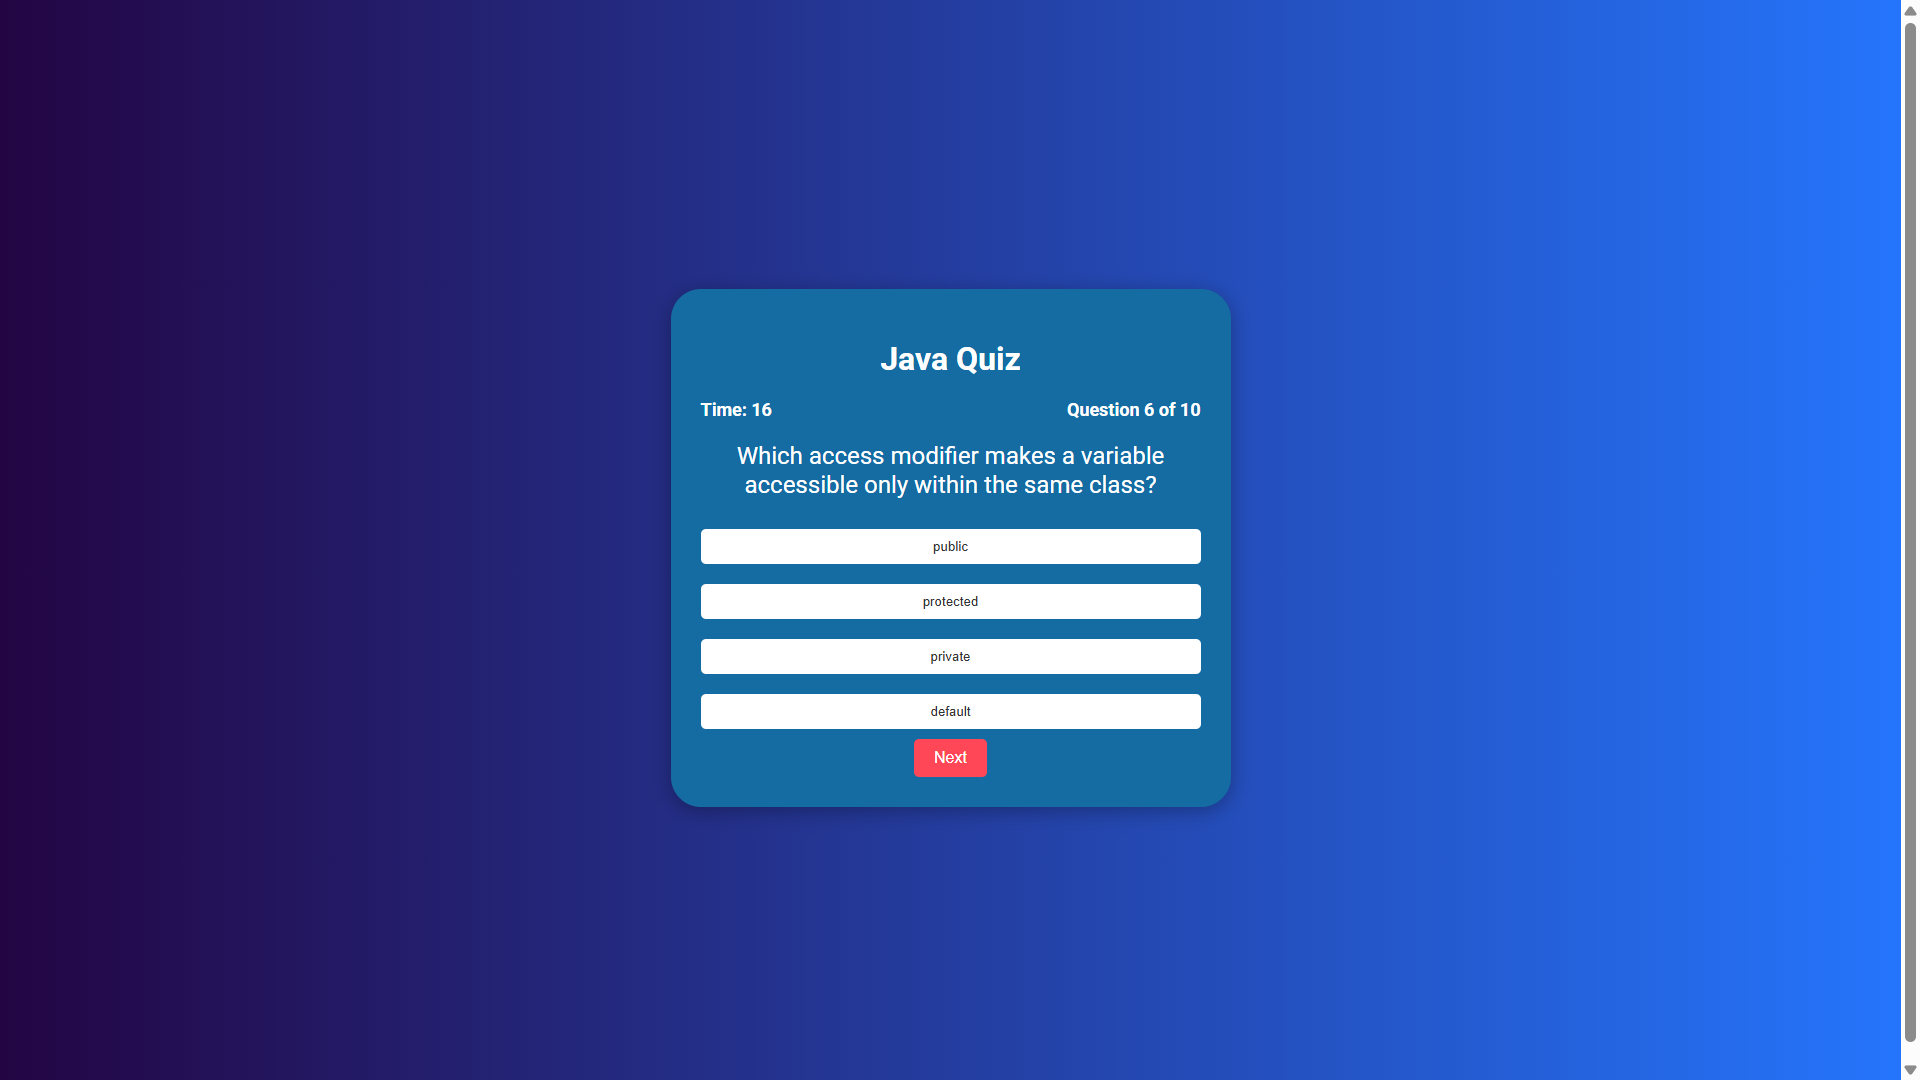 Java Quiz
Time: 16
Question 6 of 10
Which access modifier makes a variable
accessible only within the same class?
public
protected
private
default
Next